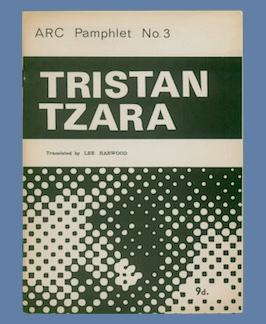 ARC Pamphlet No.3
TRISTAN
TZARA
Translated by LEE HARWOOD
9d.